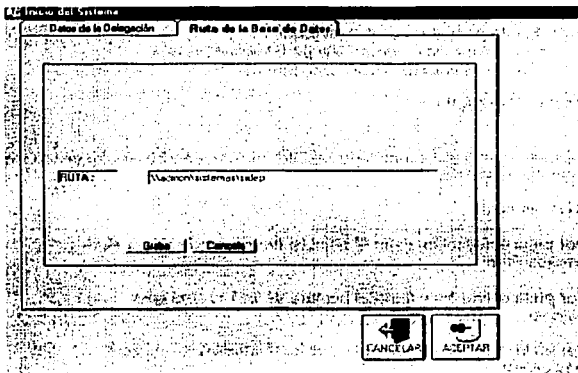 Inicio del Sistema
Datos de la Delegación
Ruta de la Base de Datos
RUTA:
Graba Cancela
CANCELAR ACEPTAR